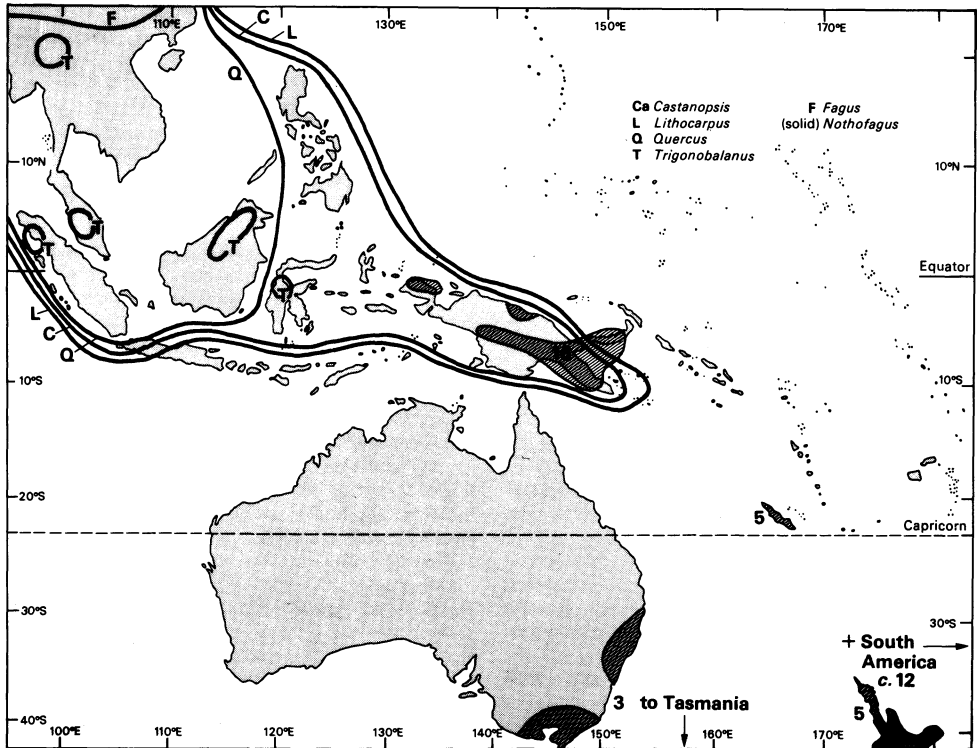 110°E
130°E
150°E
170°E
C
L
F
T
Q
Ca Castanopsis
L Lithocarpus
Q Quercus
T Trigonobalanus
F Fagus
(solid) Nothofagus
10°N
10°N
T
T
T
T
Equator
L
C
Q
10°S
10°S
20°S
5
Capricorn
30°S
30°S
+ South
America
c. 12
3 to Tasmania
5
40°S
100°E
110°E
120°E
130°E
140°E
150°E
160°E
170°E